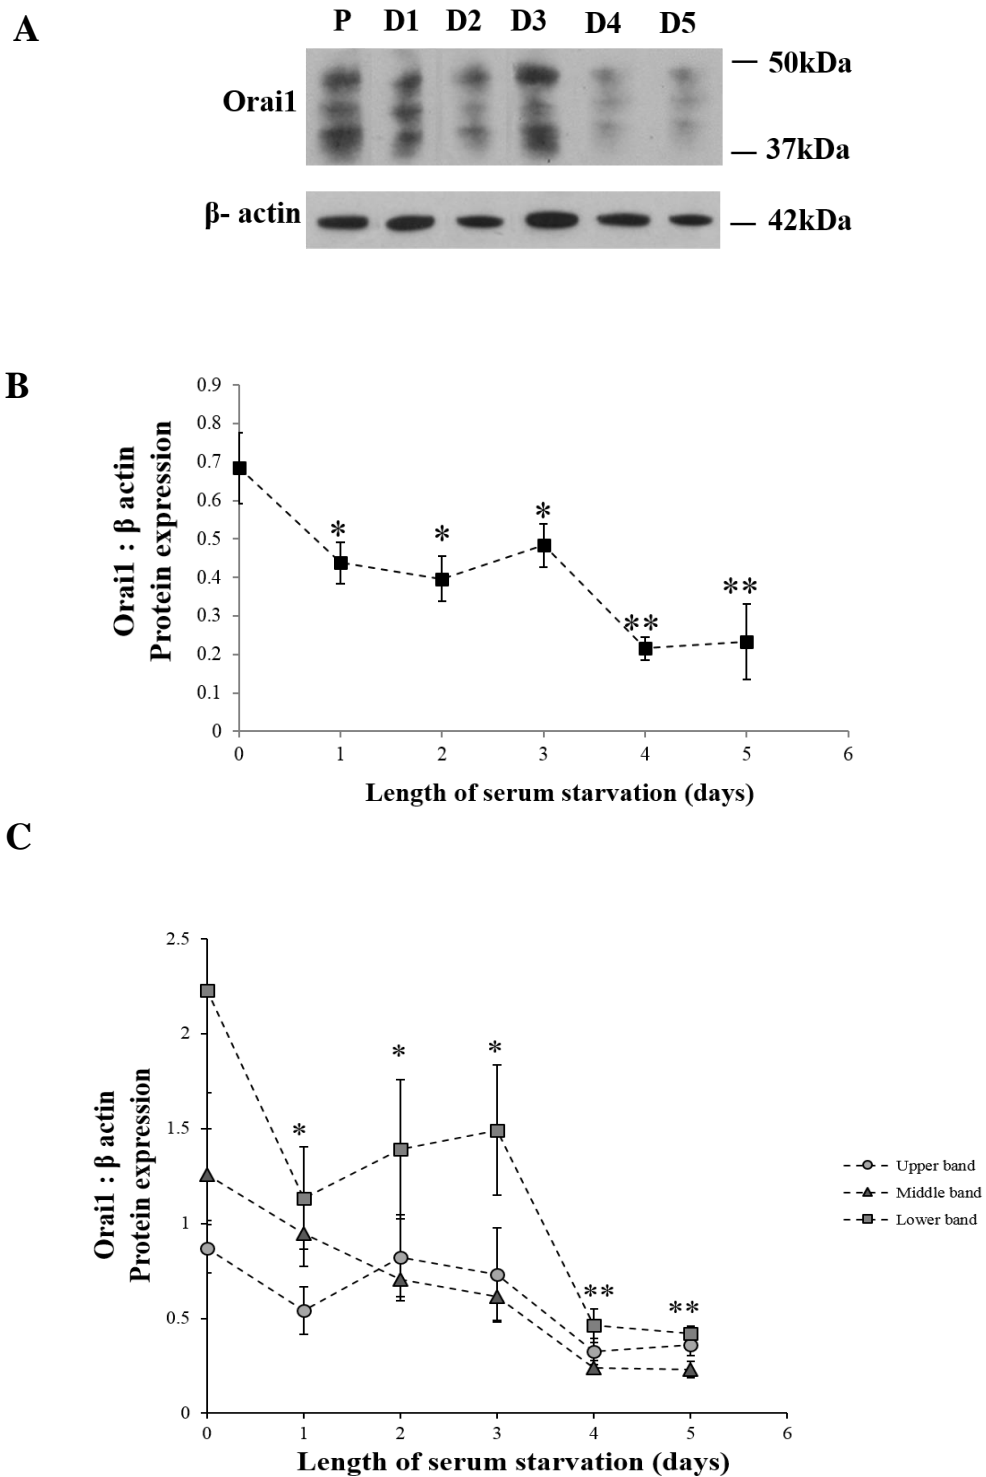 A
P D1 D2 D3 D4 D5
50kDa
Orai1
37kDa
β- actin
42kDa
B
Orai1 : β actin
Protein expression
0.9
0.8
0.7
0.6
0.5
0.4
0.3
0.2
0.1
0
* * * ** **
0 1 2 3 4 5 6
Length of serum starvation (days)
C
Orai1 : β actin
Protein expression
2.5
2
1.5
1
0.5
0
* * * ** **
Upper band
Middle band
Lower band
0 1 2 3 4 5 6
Length of serum starvation (days)